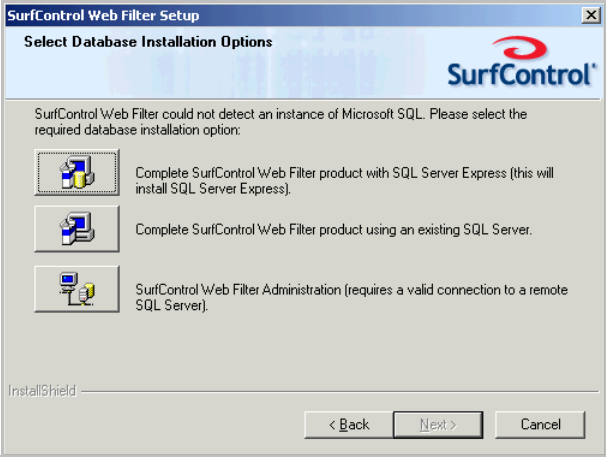 SurfControl Web Filter Setup
Select Database Installation Options
SurfControl
SurfControl Web Filter could not detect an instance of Microsoft SQL. Please select the
required database installation option:
Complete SurfControl Web Filter product with SQL Server Express (this will
install SQL Server Express).
Complete SurfControl Web Filter product using an existing SQL Server.
SurfControl Web Filter Administration (requires a valid connection to a remote
SQL Server).
InstallShield
< Back Next > Cancel